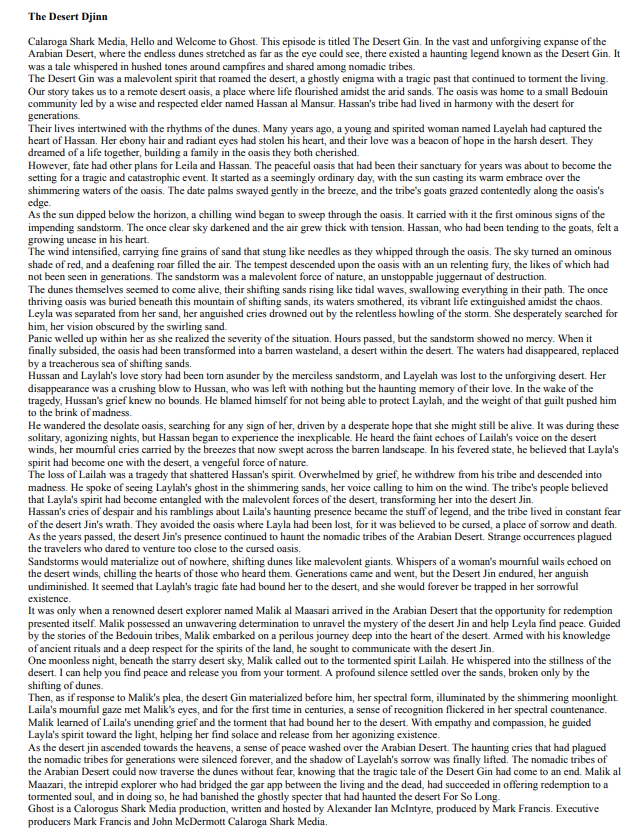 The Desert Djinn
Calaroga Shark Media, Hello and Welcome to Ghost. This episode is titled The Desert Gin. In the vast and unforgiving expanse of the
Arabian Desert, where the endless dunes stretched as far as the eye could see, there existed a haunting legend known as the Desert Gin. It
was a tale whispered in hushed tones around campfires and shared among nomadic tribes.
The Desert Gin was a malevolent spirit that roamed the desert, a ghostly enigma with a tragic past that continued to torment the living.
Our story takes us to a remote desert oasis, a place where life flourished amidst the arid sands. The oasis was home to a small Bedouin
community led by a wise and respected elder named Hassan al Mansur. Hassan's tribe had lived in harmony with the desert for
generations.
Their lives intertwined with the rhythms of the dunes. Many years ago, a young and spirited woman named Layelah had captured the
heart of Hassan. Her ebony hair and radiant eyes had stolen his heart, and their love was a beacon of hope in the harsh desert. They
dreamed of a life together, building a family in the oasis they both cherished.
However, fate had other plans for Leila and Hassan. The peaceful oasis that had been their sanctuary for years was about to become the
setting for a tragic and catastrophic event. It started as a seemingly ordinary day, with the sun casting its warm embrace over the
shimmering waters of the oasis. The date palms swayed gently in the breeze, and the tribe's goats grazed contentedly along the oasis's
edge.
As the sun dipped below the horizon, a chilling wind began to sweep through the oasis. It carried with it the first ominous signs of the
impending sandstorm. The once clear sky darkened and the air grew thick with tension. Hassan, who had been tending to the goats, felt a
growing unease in his heart.
The wind intensified, carrying fine grains of sand that stung like needles as they whipped through the oasis. The sky turned an ominous
shade of red, and a deafening roar filled the air. The tempest descended upon the oasis with an un relenting fury, the likes of which had
not been seen in generations. The sandstorm was a malevolent force of nature, an unstoppable juggernaut of destruction.
The dunes themselves seemed to come alive, their shifting sands rising like tidal waves, swallowing everything in their path. The once
thriving oasis was buried beneath this mountain of shifting sands, its waters smothered, its vibrant life extinguished amidst the chaos.
Leyla was separated from her sand, her anguished cries drowned out by the relentless howling of the storm. She desperately searched for
him, her vision obscured by the swirling sand.
Panic welled up within her as she realized the severity of the situation. Hours passed, but the sandstorm showed no mercy. When it
finally subsided, the oasis had been transformed into a barren wasteland, a desert within the desert. The waters had disappeared, replaced
by a treacherous sea of shifting sands.
Hussan and Laylah's love story had been torn asunder by the merciless sandstorm, and Layelah was lost to the unforgiving desert. Her
disappearance was a crushing blow to Hussan, who was left with nothing but the haunting memory of their love. In the wake of the
tragedy, Hussan's grief knew no bounds. He blamed himself for not being able to protect Laylah, and the weight of that guilt pushed him
to the brink of madness.
He wandered the desolate oasis, searching for any sign of her, driven by a desperate hope that she might still be alive. It was during these
solitary, agonizing nights, but Hassan began to experience the inexplicable. He heard the faint echoes of Lailah's voice on the desert
winds, her mournful cries carried by the breezes that now swept across the barren landscape. In his fevered state, he believed that Layla's
spirit had become one with the desert, a vengeful force of nature.
The loss of Lailah was a tragedy that shattered Hassan's spirit. Overwhelmed by grief, he withdrew from his tribe and descended into
madness. He spoke of seeing Laylah's ghost in the shimmering sands, her voice calling to him on the wind. The tribe's people believed
that Layla's spirit had become entangled with the malevolent forces of the desert, transforming her into the desert Jin.
Hassan's cries of despair and his ramblings about Laila's haunting presence became the stuff of legend, and the tribe lived in constant fear
of the desert Jin's wrath. They avoided the oasis where Layla had been lost, for it was believed to be cursed, a place of sorrow and death.
As the years passed, the desert Jin's presence continued to haunt the nomadic tribes of the Arabian Desert. Strange occurrences plagued
the travelers who dared to venture too close to the cursed oasis.
Sandstorms would materialize out of nowhere, shifting dunes like malevolent giants. Whispers of a woman's mournful wails echoed on
the desert winds, chilling the hearts of those who heard them. Generations came and went, but the Desert Jin endured, her anguish
undiminished. It seemed that Laylah's tragic fate had bound her to the desert, and she would forever be trapped in her sorrowful
existence.
It was only when a renowned desert explorer named Malik al Maasari arrived in the Arabian Desert that the opportunity for redemption
presented itself. Malik possessed an unwavering determination to unravel the mystery of the desert Jin and help Leyla find peace. Guided
by the stories of the Bedouin tribes, Malik embarked on a perilous journey deep into the heart of the desert. Armed with his knowledge
of ancient rituals and a deep respect for the spirits of the land, he sought to communicate with the desert Jin.
One moonless night, beneath the starry desert sky, Malik called out to the tormented spirit Lailah. He whispered into the stillness of the
desert. I can help you find peace and release you from your torment. A profound silence settled over the sands, broken only by the
shifting of dunes.
Then, as if response to Malik's plea, the desert Gin materialized before him, her spectral form, illuminated by the shimmering moonlight.
Laila's mournful gaze met Malik's eyes, and for the first time in centuries, a sense of recognition flickered in her spectral countenance.
Malik learned of Laila's unending grief and the torment that had bound her to the desert. With empathy and compassion, he guided
Layla's spirit toward the light, helping her find solace and release from her agonizing existence.
As the desert jin ascended towards the heavens, a sense of peace washed over the Arabian Desert. The haunting cries that had plagued
the nomadic tribes for generations were silenced forever, and the shadow of Layelah's sorrow was finally lifted. The nomadic tribes of
the Arabian Desert could now traverse the dunes without fear, knowing that the tragic tale of the Desert Gin had come to an end. Malik al
Maazari, the intrepid explorer who had bridged the gar app between the living and the dead, had succeeded in offering redemption to a
tormented soul, and in doing so, he had banished the ghostly specter that had haunted the desert For So Long.
Ghost is a Calorogus Shark Media production, written and hosted by Alexander Ian McIntyre, produced by Mark Francis. Executive
producers Mark Francis and John McDermott Calaroga Shark Media.